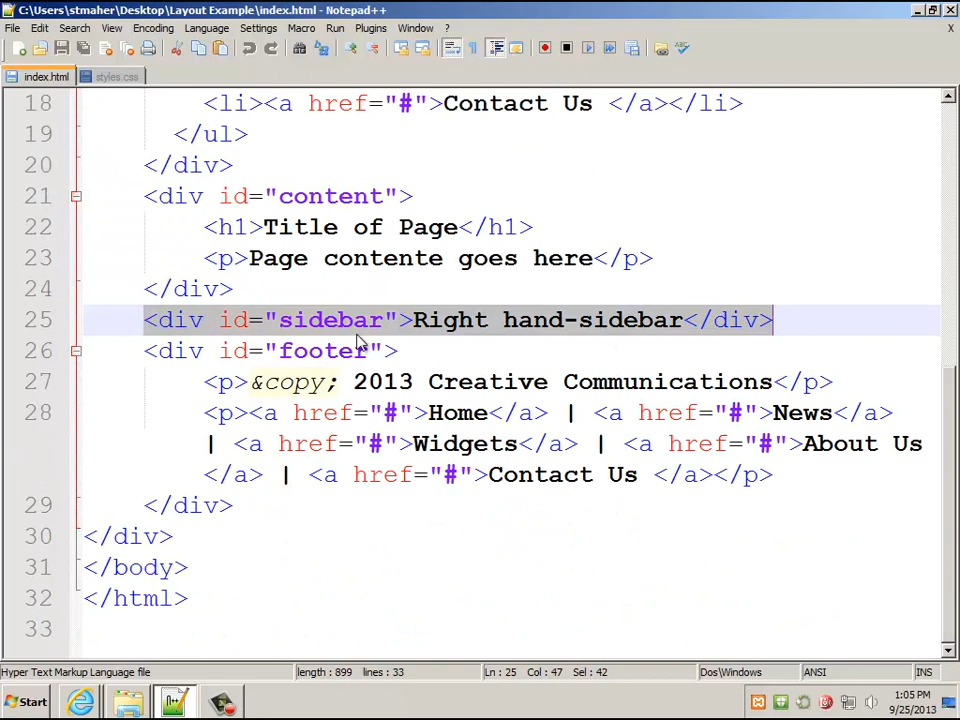 C:\Users\stmaher\Desktop\Layout Example\index.html - Notepad++
File Edit Search View Encoding Language Settings Macro Run Plugins Window ? X
index.html styles.css
18 <li><a href="#">Contact Us </a></li>
19 </ul>
20 </div>
21 <div id="content">
22 <h1>Title of Page</h1>
23 <p>Page contente goes here</p>
24 </div>
25 <div id="sidebar">Right hand-sidebar</div>
26 <div id="footer">
27 <p>&copy; 2013 Creative Communications</p>
28 <p><a href="#">Home</a> | <a href="#">News</a>
| <a href="#">Widgets</a> | <a href="#">About Us
</a> | <a href="#">Contact Us </a></p>
29 </div>
30 </div>
31 </body>
32 </html>
33
Hyper Text Markup Language file length : 899 lines : 33 Ln : 25 Col : 47 Sel : 42 Dos\Windows ANSI INS
Start 1:05 PM
9/25/2013